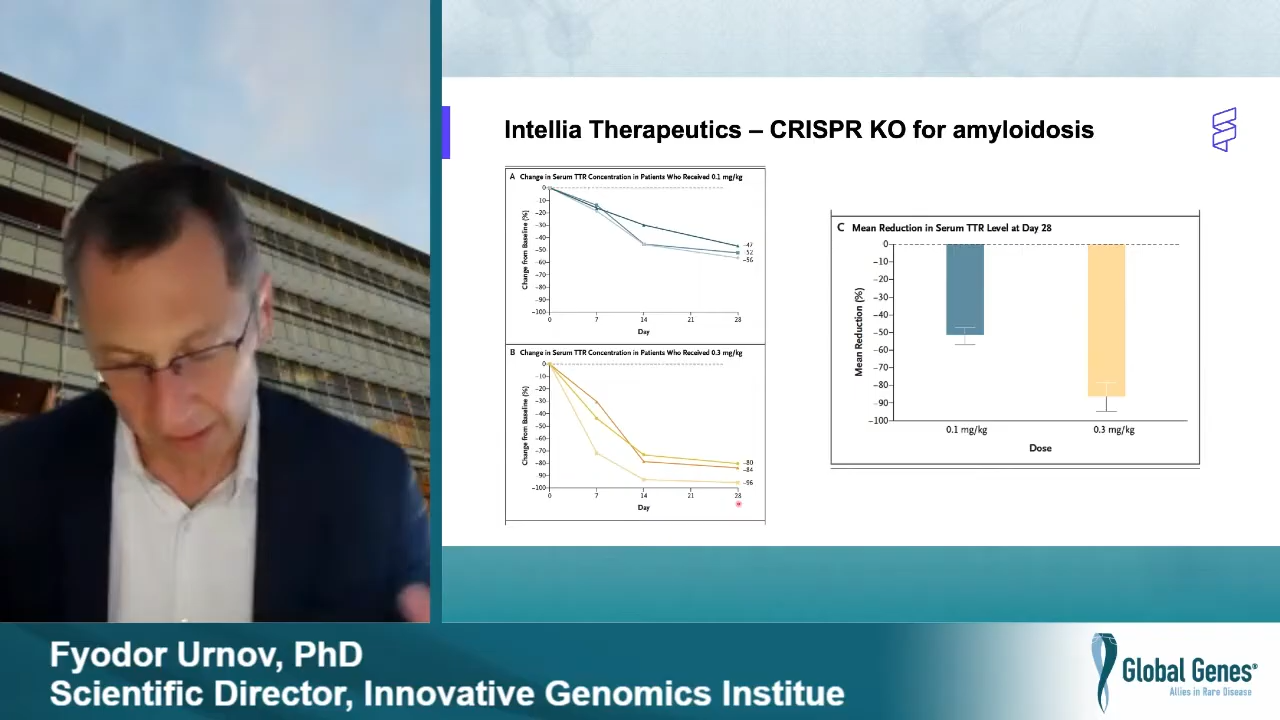 Intellia Therapeutics – CRISPR KO for amyloidosis
A Change in Serum TTR Concentration in Patients Who Received 0.1 mg/kg
Change from Baseline (%)
0
10
-20
-30
-40
-50
-60
-70
-80
-90
-100
-47
-52
-56
0 7 14 21 28
Day
B Change in Serum TTR Concentration in Patients Who Received 0.3 mg/kg
Change from Baseline (%)
0
-10
-20
-30
-40
-50
-60
-70
-80
90
-100
-80
-84
-96
0 7 14 21 28
Day
C Mean Reduction in Serum TTR Level at Day 28
Mean Reduction (%)
0
-10
-20
-30
-40
-50
-60
-70
-80
-90
-100
0.1 mg/kg 0.3 mg/kg
Dose
Fyodor Urnov, PhD
Scientific Director, Innovative Genomics Institue
Global Genes®
Allies in Rare Disease